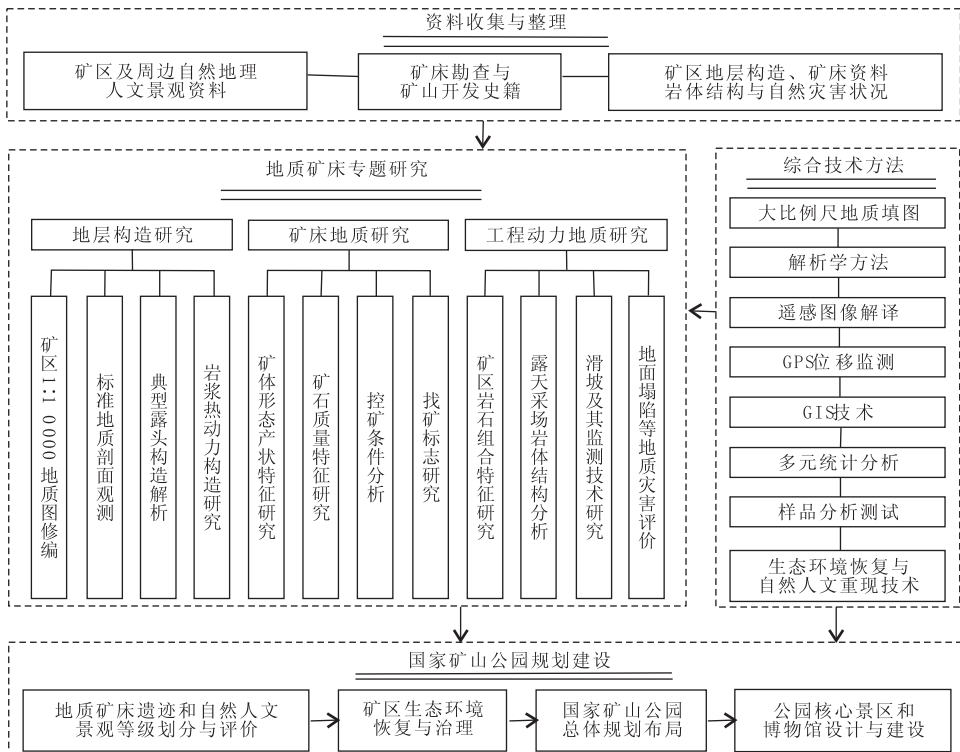 资料收集与整理
矿区及周边自然地理
人文景观资料
矿床勘查与
矿山开发史籍
矿区地层构造、矿床资料
岩体结构与自然灾害状况
地质矿床专题研究
地层构造研究
矿床地质研究
工程动力地质研究
矿区1:1 0000地质图修编
标准地质剖面观测
典型露头构造解析
岩浆热动力构造研究
矿体形态产状特征研究
矿石质量特征研究
控矿条件分析
找矿标志研究
矿区岩石组合特征研究
露天采场岩体结构分析
滑坡及其监测技术研究
地面塌陷等地质灾害评价
综合技术方法
大比例尺地质填图
解析学方法
遥感图像解译
GPS位移监测
GIS技术
多元统计分析
样品分析测试
生态环境恢复与
自然人文重现技术
国家矿山公园规划建设
地质矿床遗迹和自然人文
景观等级划分与评价
矿区生态环境
恢复与治理
国家矿山公园
总体规划布局
公园核心景区和
博物馆设计与建设